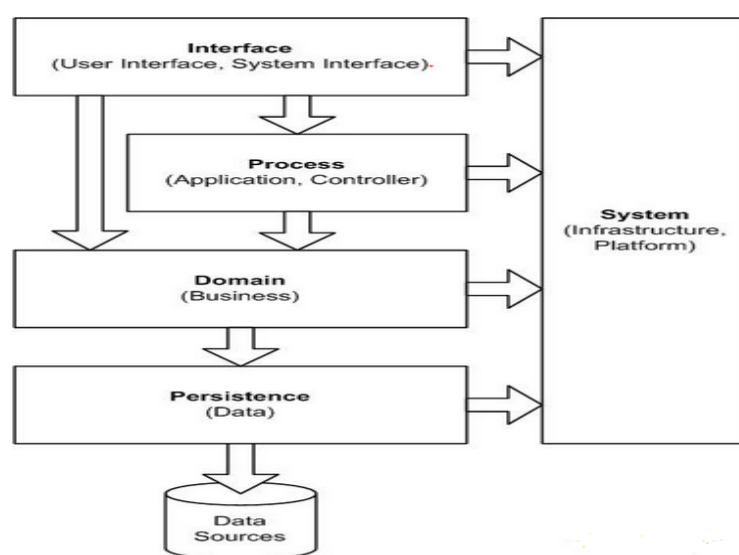 Interface
(User Interface, System Interface).
Process
(Application, Controller)
System
(Infrastructure,
Platform)
Domain
(Business)
Persistence
(Data)
Data
Sources